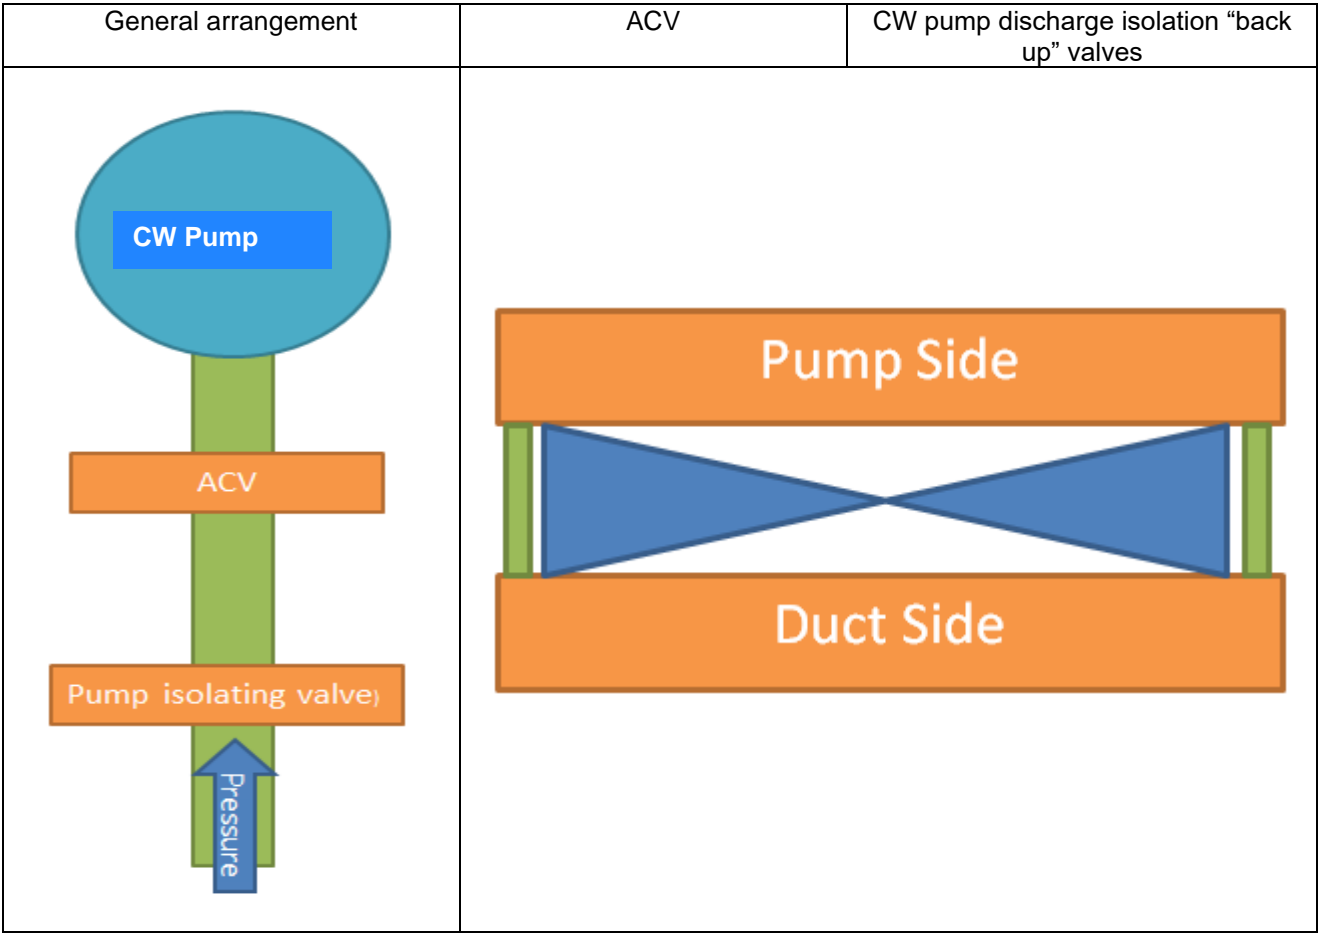 General arrangement
ACV
CW pump discharge isolation “back
up” valves
CW Pump
ACV
Pump isolating valve)
Pressure
Pump Side
Duct Side